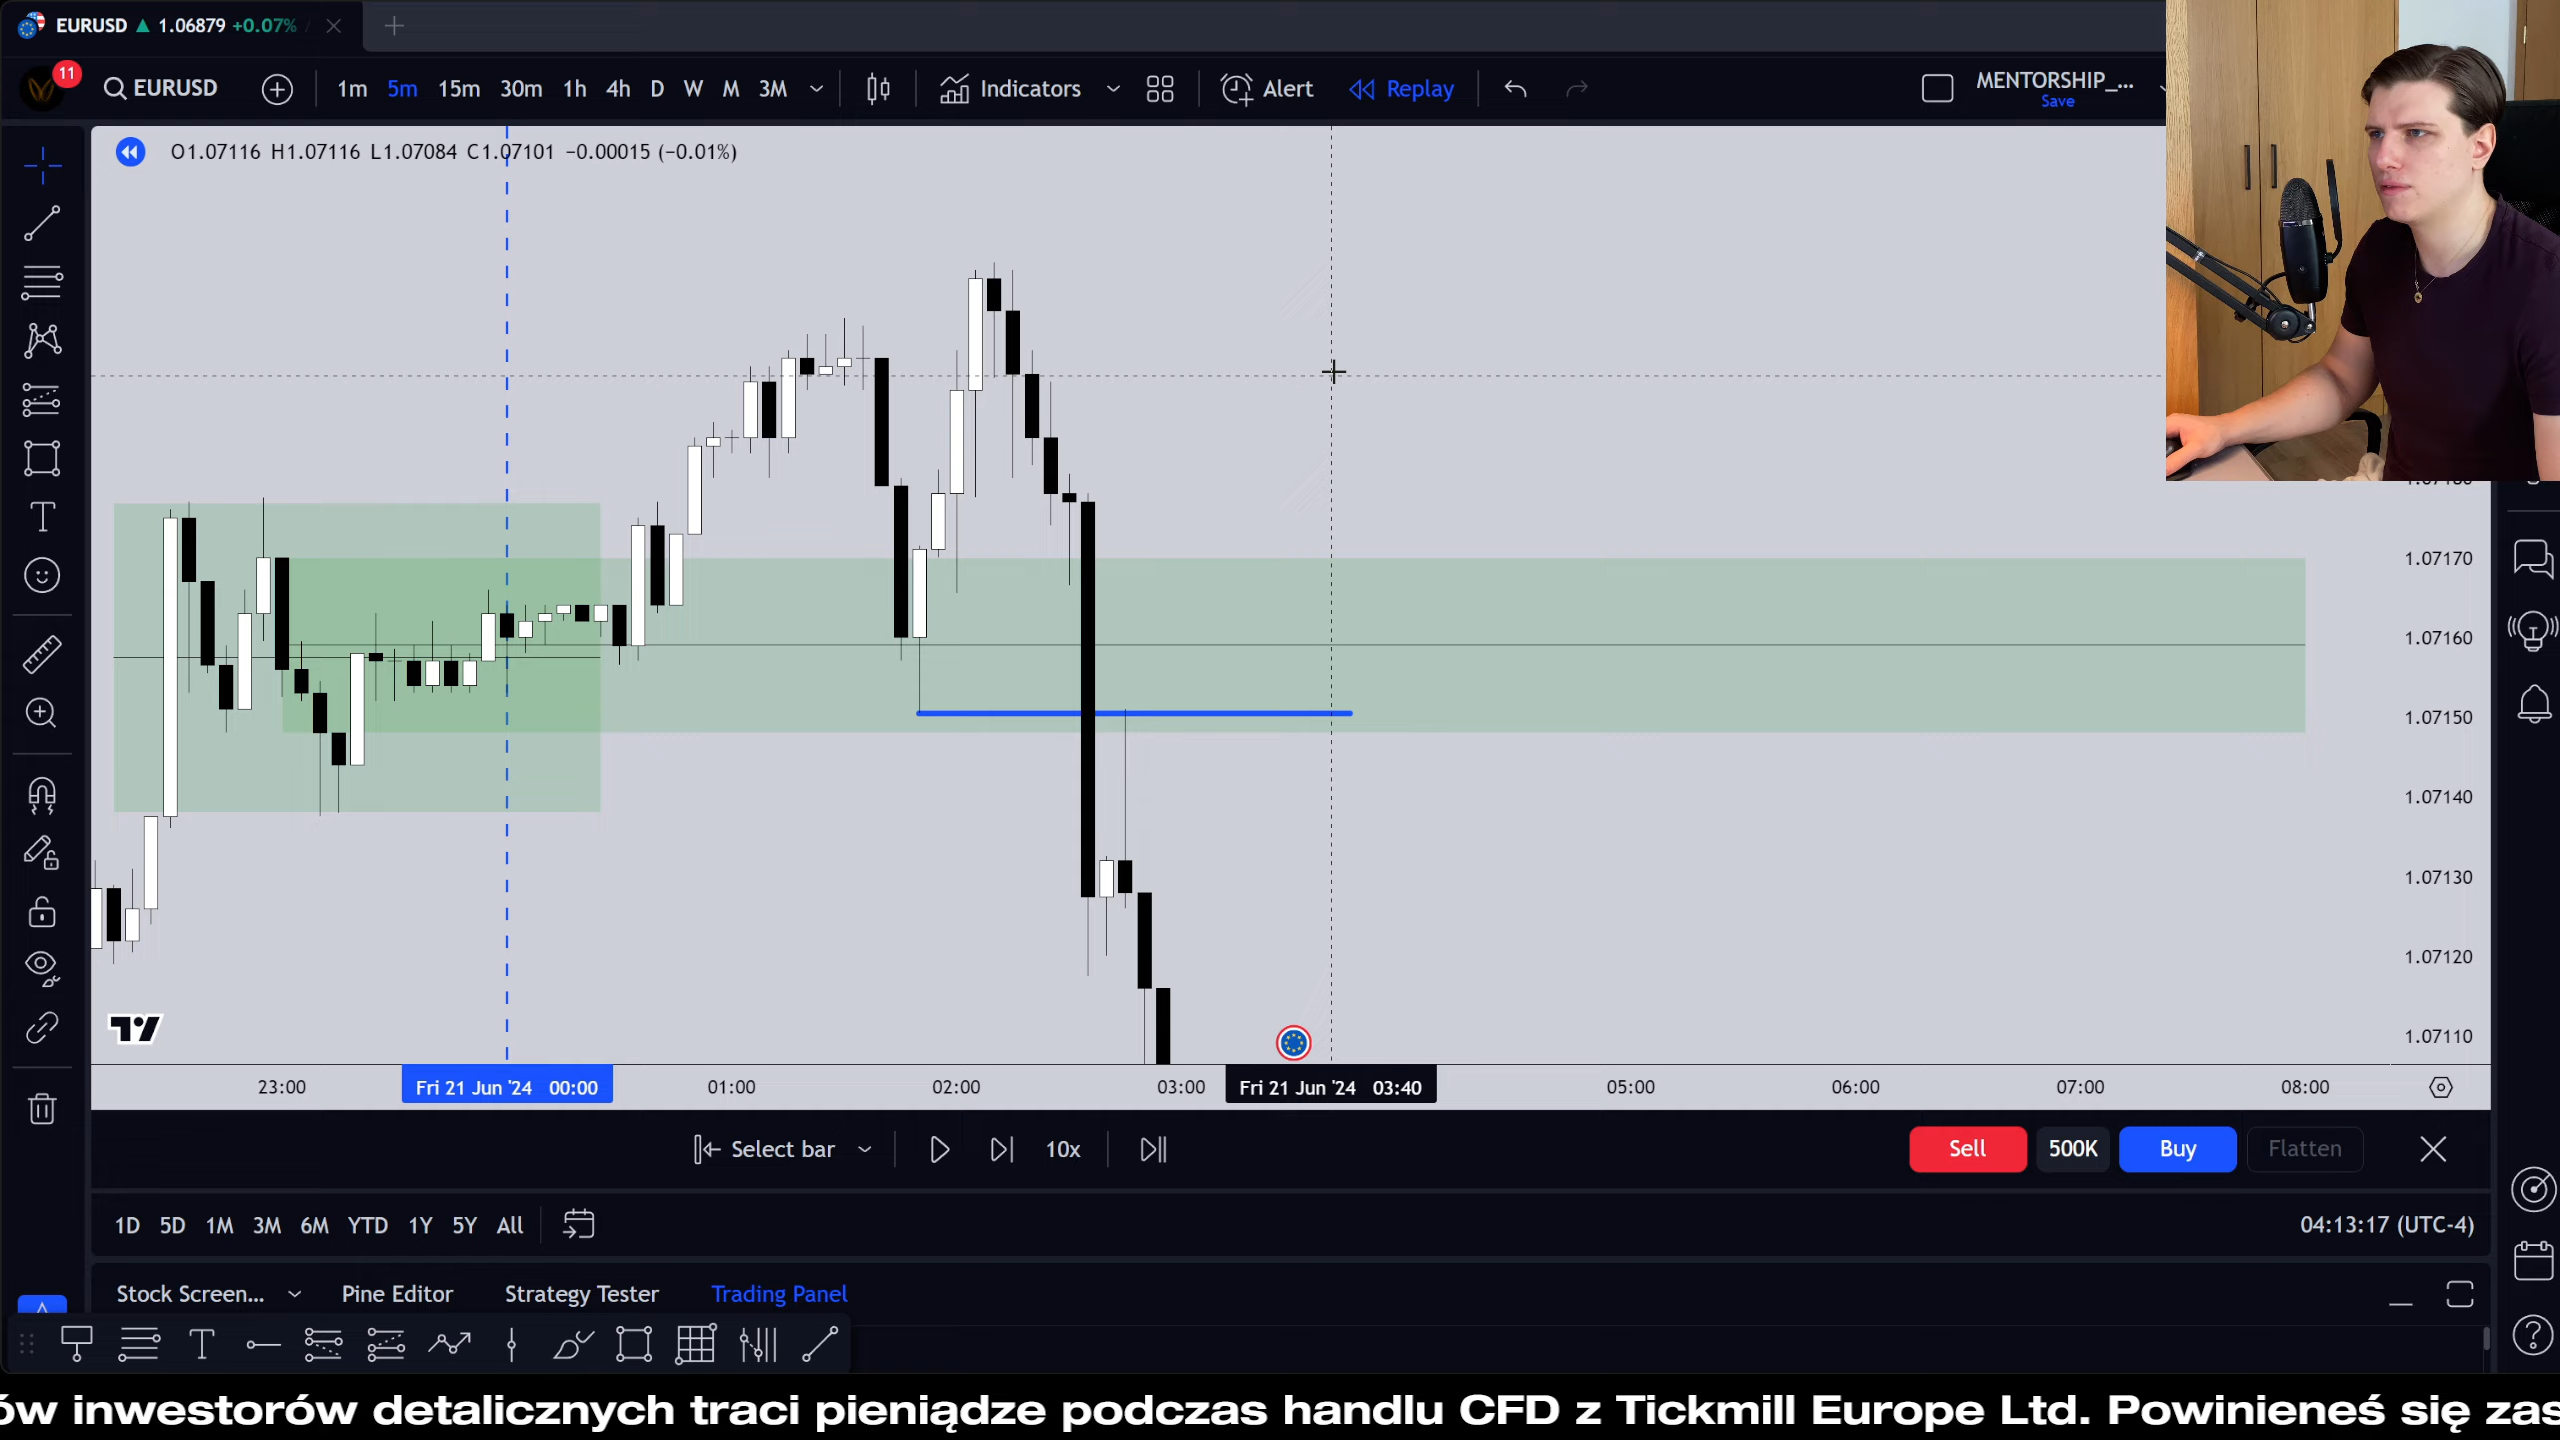 EURUSD ▲ 1.06879 +0.07%
11
EURUSD
1m 5m 15m 30m 1h 4h D W M 3M
Indicators
Alert
Replay
MENTORSHIP_...
Save
O1.07116 H1.07116 L1.07084 C1.07101 −0.00015 (−0.01%)
1.07170
1.07160
1.07150
1.07140
1.07130
1.07120
1.07110
23:00
Fri 21 Jun '24 00:00
01:00
02:00
03:00
Fri 21 Jun '24 03:40
05:00
06:00
07:00
08:00
Select bar
10x
Sell
500K
Buy
Flatten
1D 5D 1M 3M 6M YTD 1Y 5Y All
04:13:17 (UTC-4)
Stock Screen... Pine Editor Strategy Tester Trading Panel
ów inwestorów detalicznych traci pieniądze podczas handlu CFD z Tickmill Europe Ltd. Powinieneś się zas